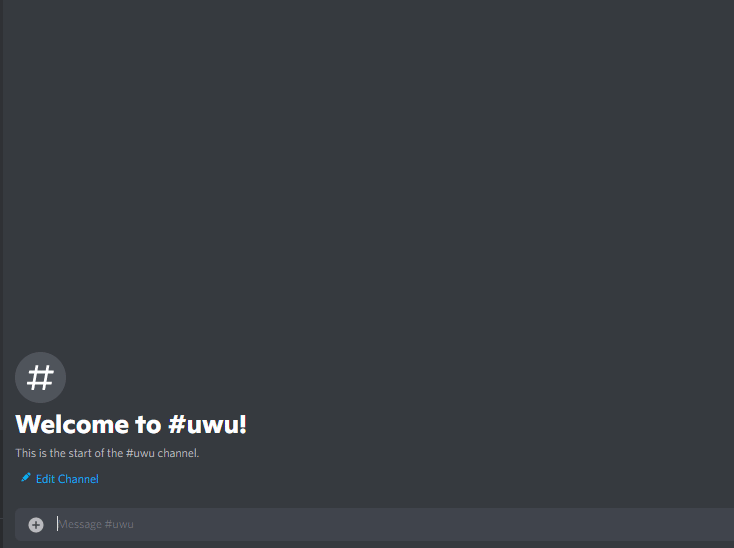 #
Welcome to #uwu!
This is the start of the #uwu channel.
Edit Channel
Message #uwu